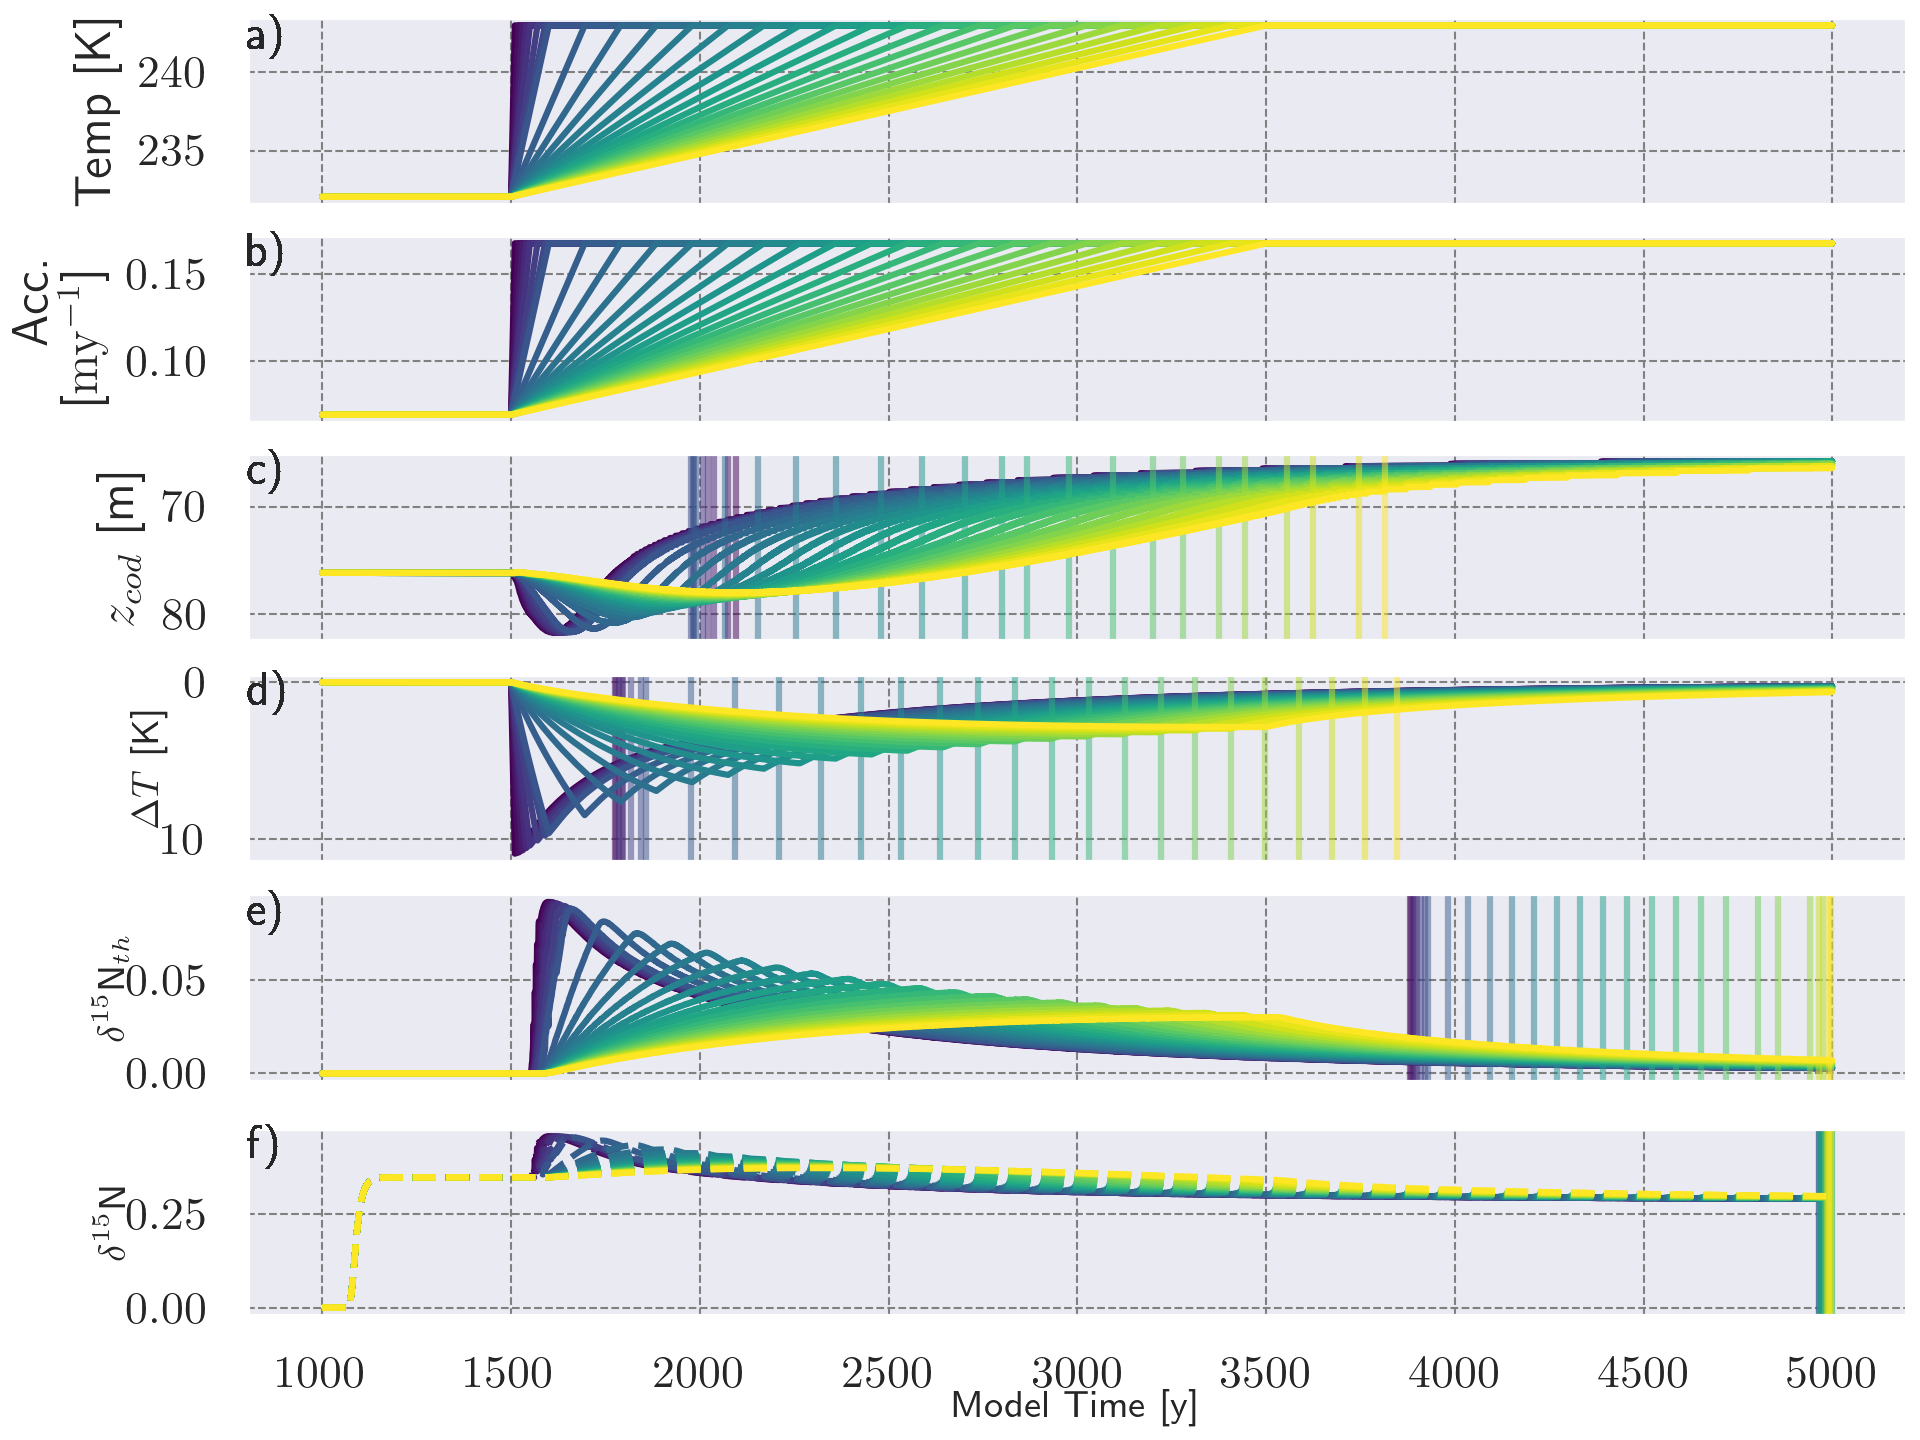 a)
Temp [K]
240
235
b)
Acc.
[my⁻¹]
0.15
0.10
c)
z_cod [m]
70
80
d)
ΔT [K]
0
10
e)
δ¹⁵N_th
0.05
0.00
f)
δ¹⁵N
0.25
0.00
1000 1500 2000 2500 3000 3500 4000 4500 5000
Model Time [y]